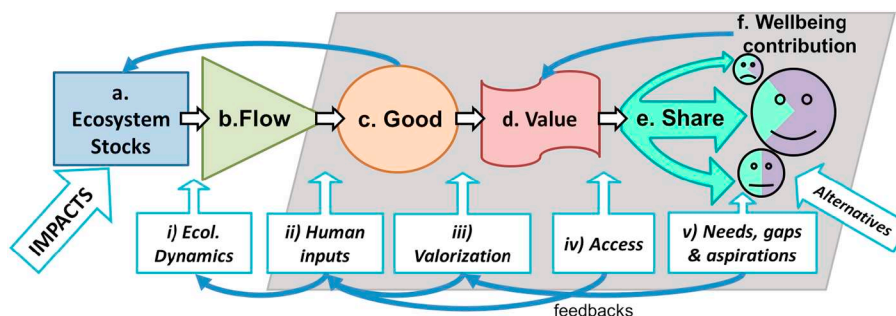 f. Wellbeing
contribution
a.
Ecosystem
Stocks
b.Flow
c. Good
d. Value
e. Share
IMPACTS
Alternatives
i) Ecol.
Dynamics
ii) Human
inputs
iii)
Valorization
iv) Access
v) Needs, gaps
& aspirations
feedbacks